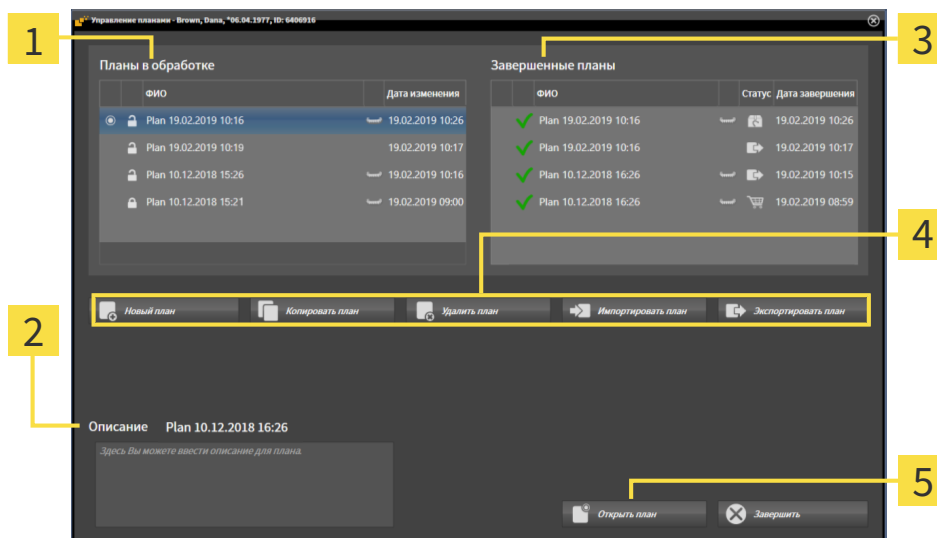 Управление планами - Brown, Dana, *06.04.1977, ID: 6406916
1
3
Планы в обработке
Завершенные планы
ФИО Дата изменения
ФИО Статус Дата завершения
Plan 19.02.2019 10:16 19.02.2019 10:26
Plan 19.02.2019 10:16 19.02.2019 10:26
Plan 19.02.2019 10:19 19.02.2019 10:17
Plan 19.02.2019 10:16 19.02.2019 10:17
Plan 10.12.2018 15:26 19.02.2019 10:16
Plan 10.12.2018 16:26 19.02.2019 10:15
Plan 10.12.2018 15:21 19.02.2019 09:00
Plan 10.12.2018 16:26 19.02.2019 08:59
4
Новый план
Копировать план
Удалить план
Импортировать план
Экспортировать план
2
Описание Plan 10.12.2018 16:26
Здесь Вы можете ввести описание для плана.
5
Открыть план
Завершить